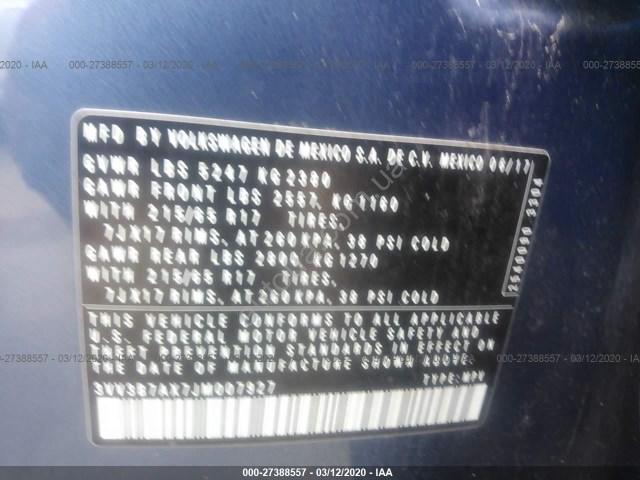 000-27388557 - 03/12/2020 - IAA
MFD BY VOLKSWAGEN DE MEXICO S.A. DE C.V. MEXICO 06/17
GVWR LBS 5247 KG 2380
GAWR FRONT LBS 2557, KG 1160
WITH 215/65 R17 TIRES.
7JX17 RIMS, AT 260 KPA, 38 PSI COLD
GAWR REAR LBS 2800, KG 1270
WITH 215/65 R17 TIRES.
7JX17 RIMS, AT 260 KPA, 38 PSI COLD
THIS VEHICLE CONFORMS TO ALL APPLICABLE
U.S. FEDERAL MOTOR VEHICLE SAFETY AND
THEFT PREVENTION STANDARDS IN EFFECT ON
THE DATE OF MANUFACTURE SHOWN ABOVE.
TYPE: MPV
000-27388557 - 03/12/2020 - IAA